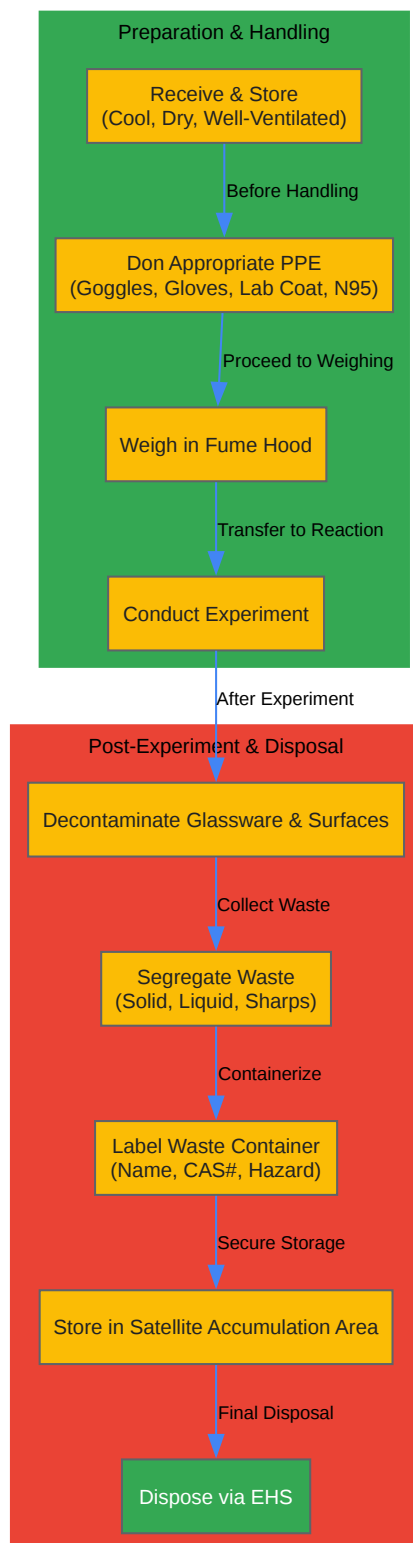 Preparation & Handling
Receive & Store
(Cool, Dry, Well-Ventilated)
Before Handling
Don Appropriate PPE
(Goggles, Gloves, Lab Coat, N95)
Proceed to Weighing
Weigh in Fume Hood
Transfer to Reaction
Conduct Experiment
After Experiment
Post-Experiment & Disposal
Decontaminate Glassware & Surfaces
Collect Waste
Segregate Waste
(Solid, Liquid, Sharps)
Containerize
Label Waste Container
(Name, CAS#, Hazard)
Secure Storage
Store in Satellite Accumulation Area
Final Disposal
Dispose via EHS